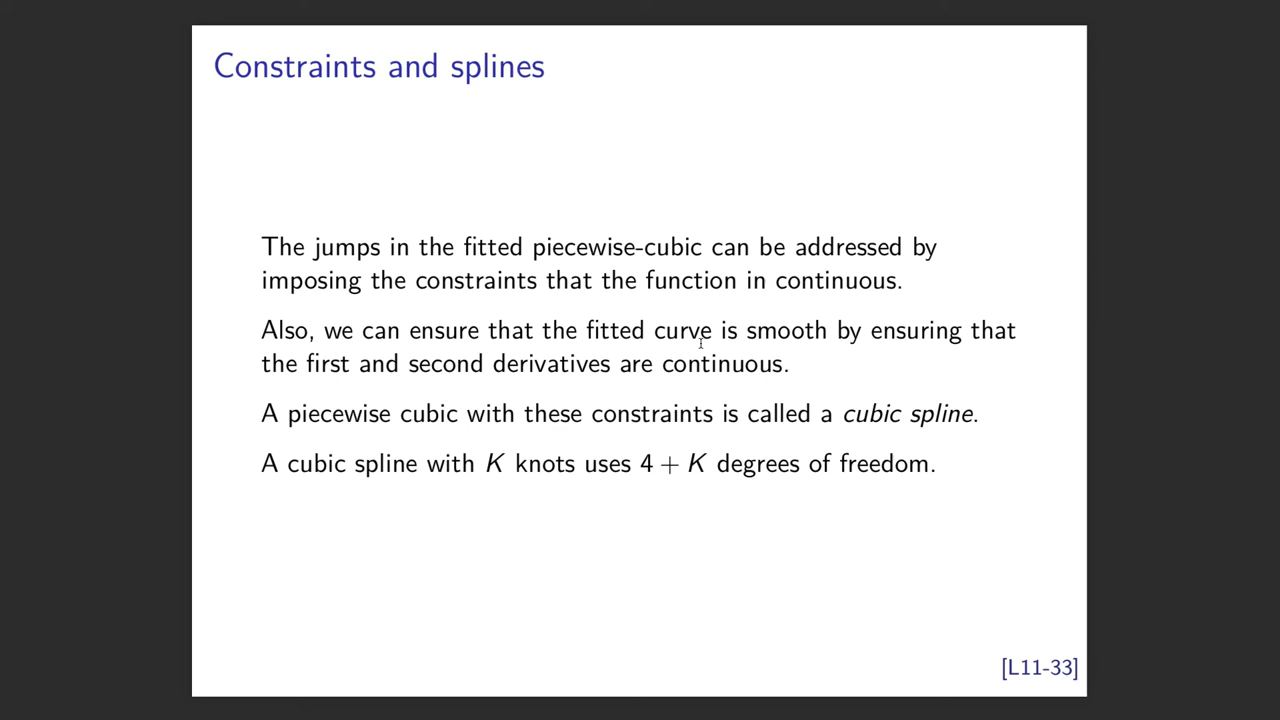 Constraints and splines
The jumps in the fitted piecewise-cubic can be addressed by
imposing the constraints that the function in continuous.
Also, we can ensure that the fitted curve is smooth by ensuring that
the first and second derivatives are continuous.
A piecewise cubic with these constraints is called a cubic spline.
A cubic spline with K knots uses 4 + K degrees of freedom.
[L11-33]